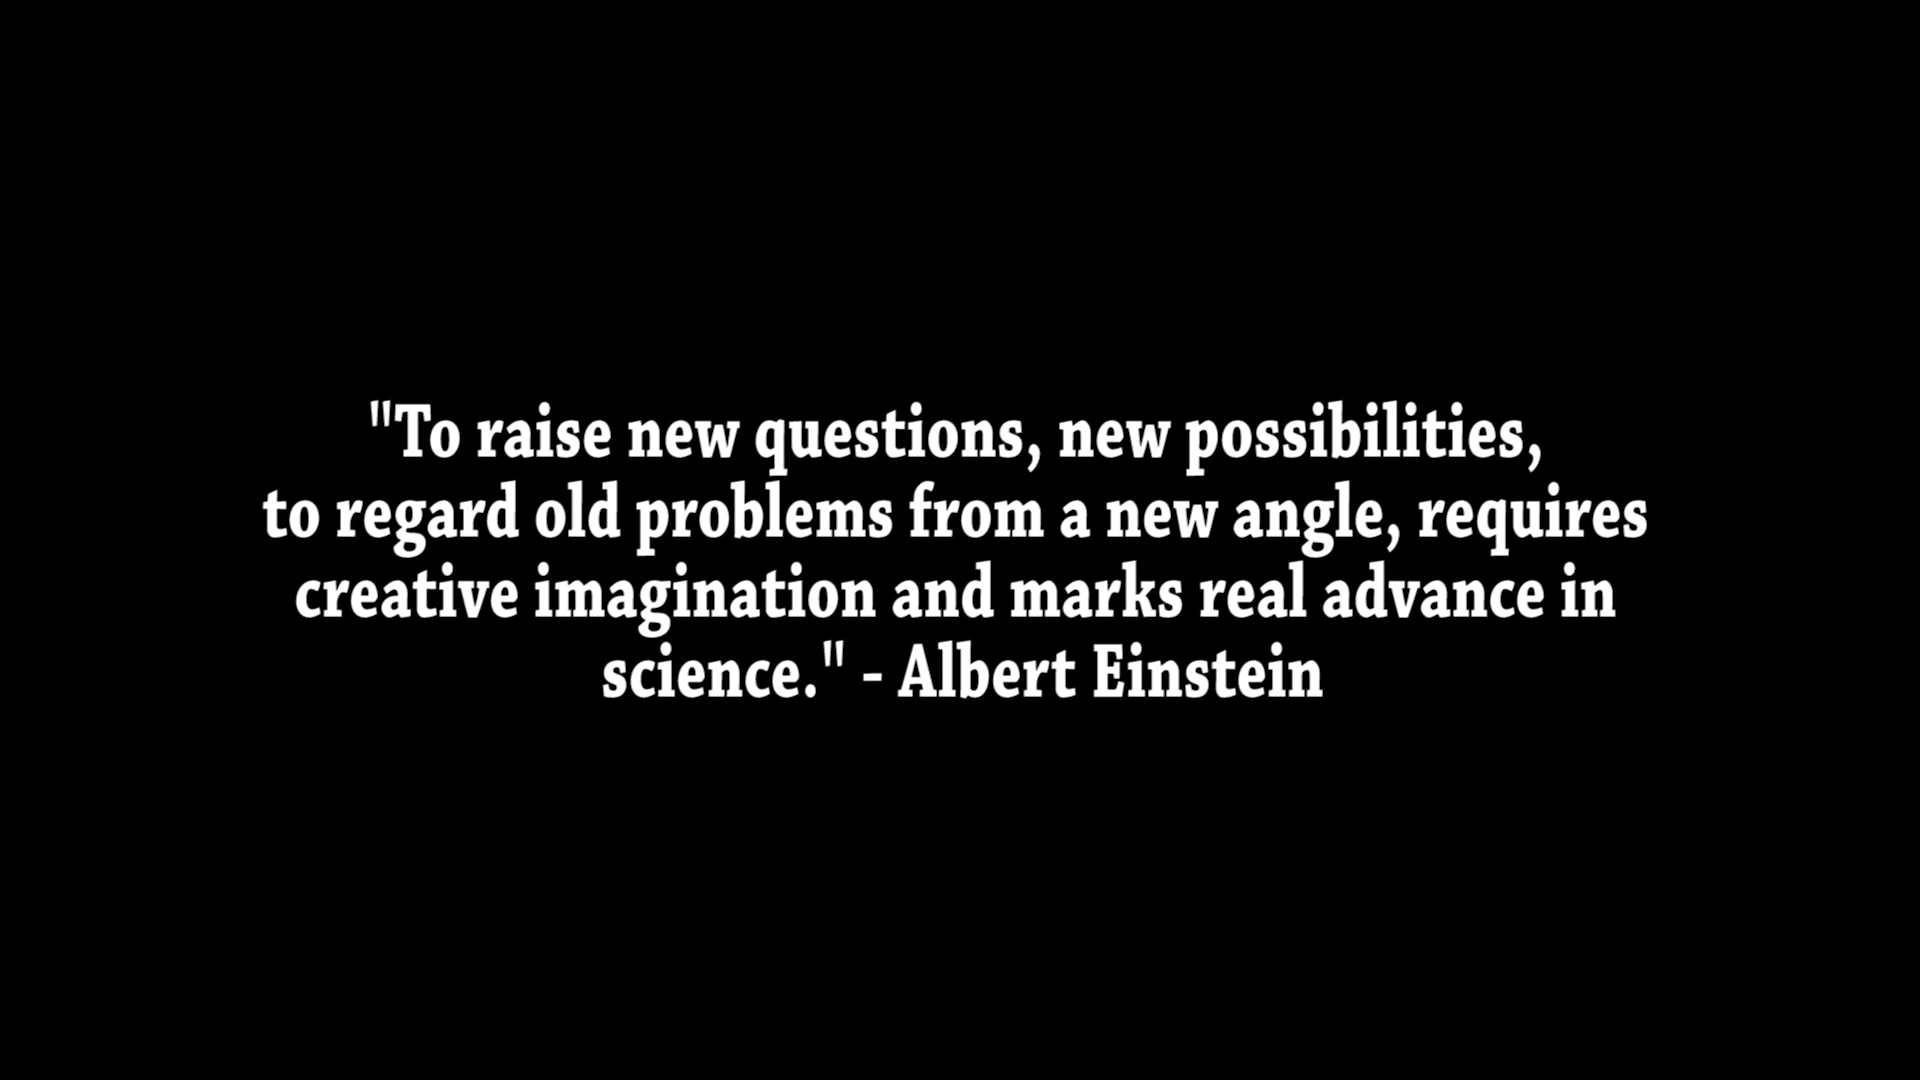 "To raise new questions, new possibilities,
to regard old problems from a new angle, requires
creative imagination and marks real advance in
science." - Albert Einstein